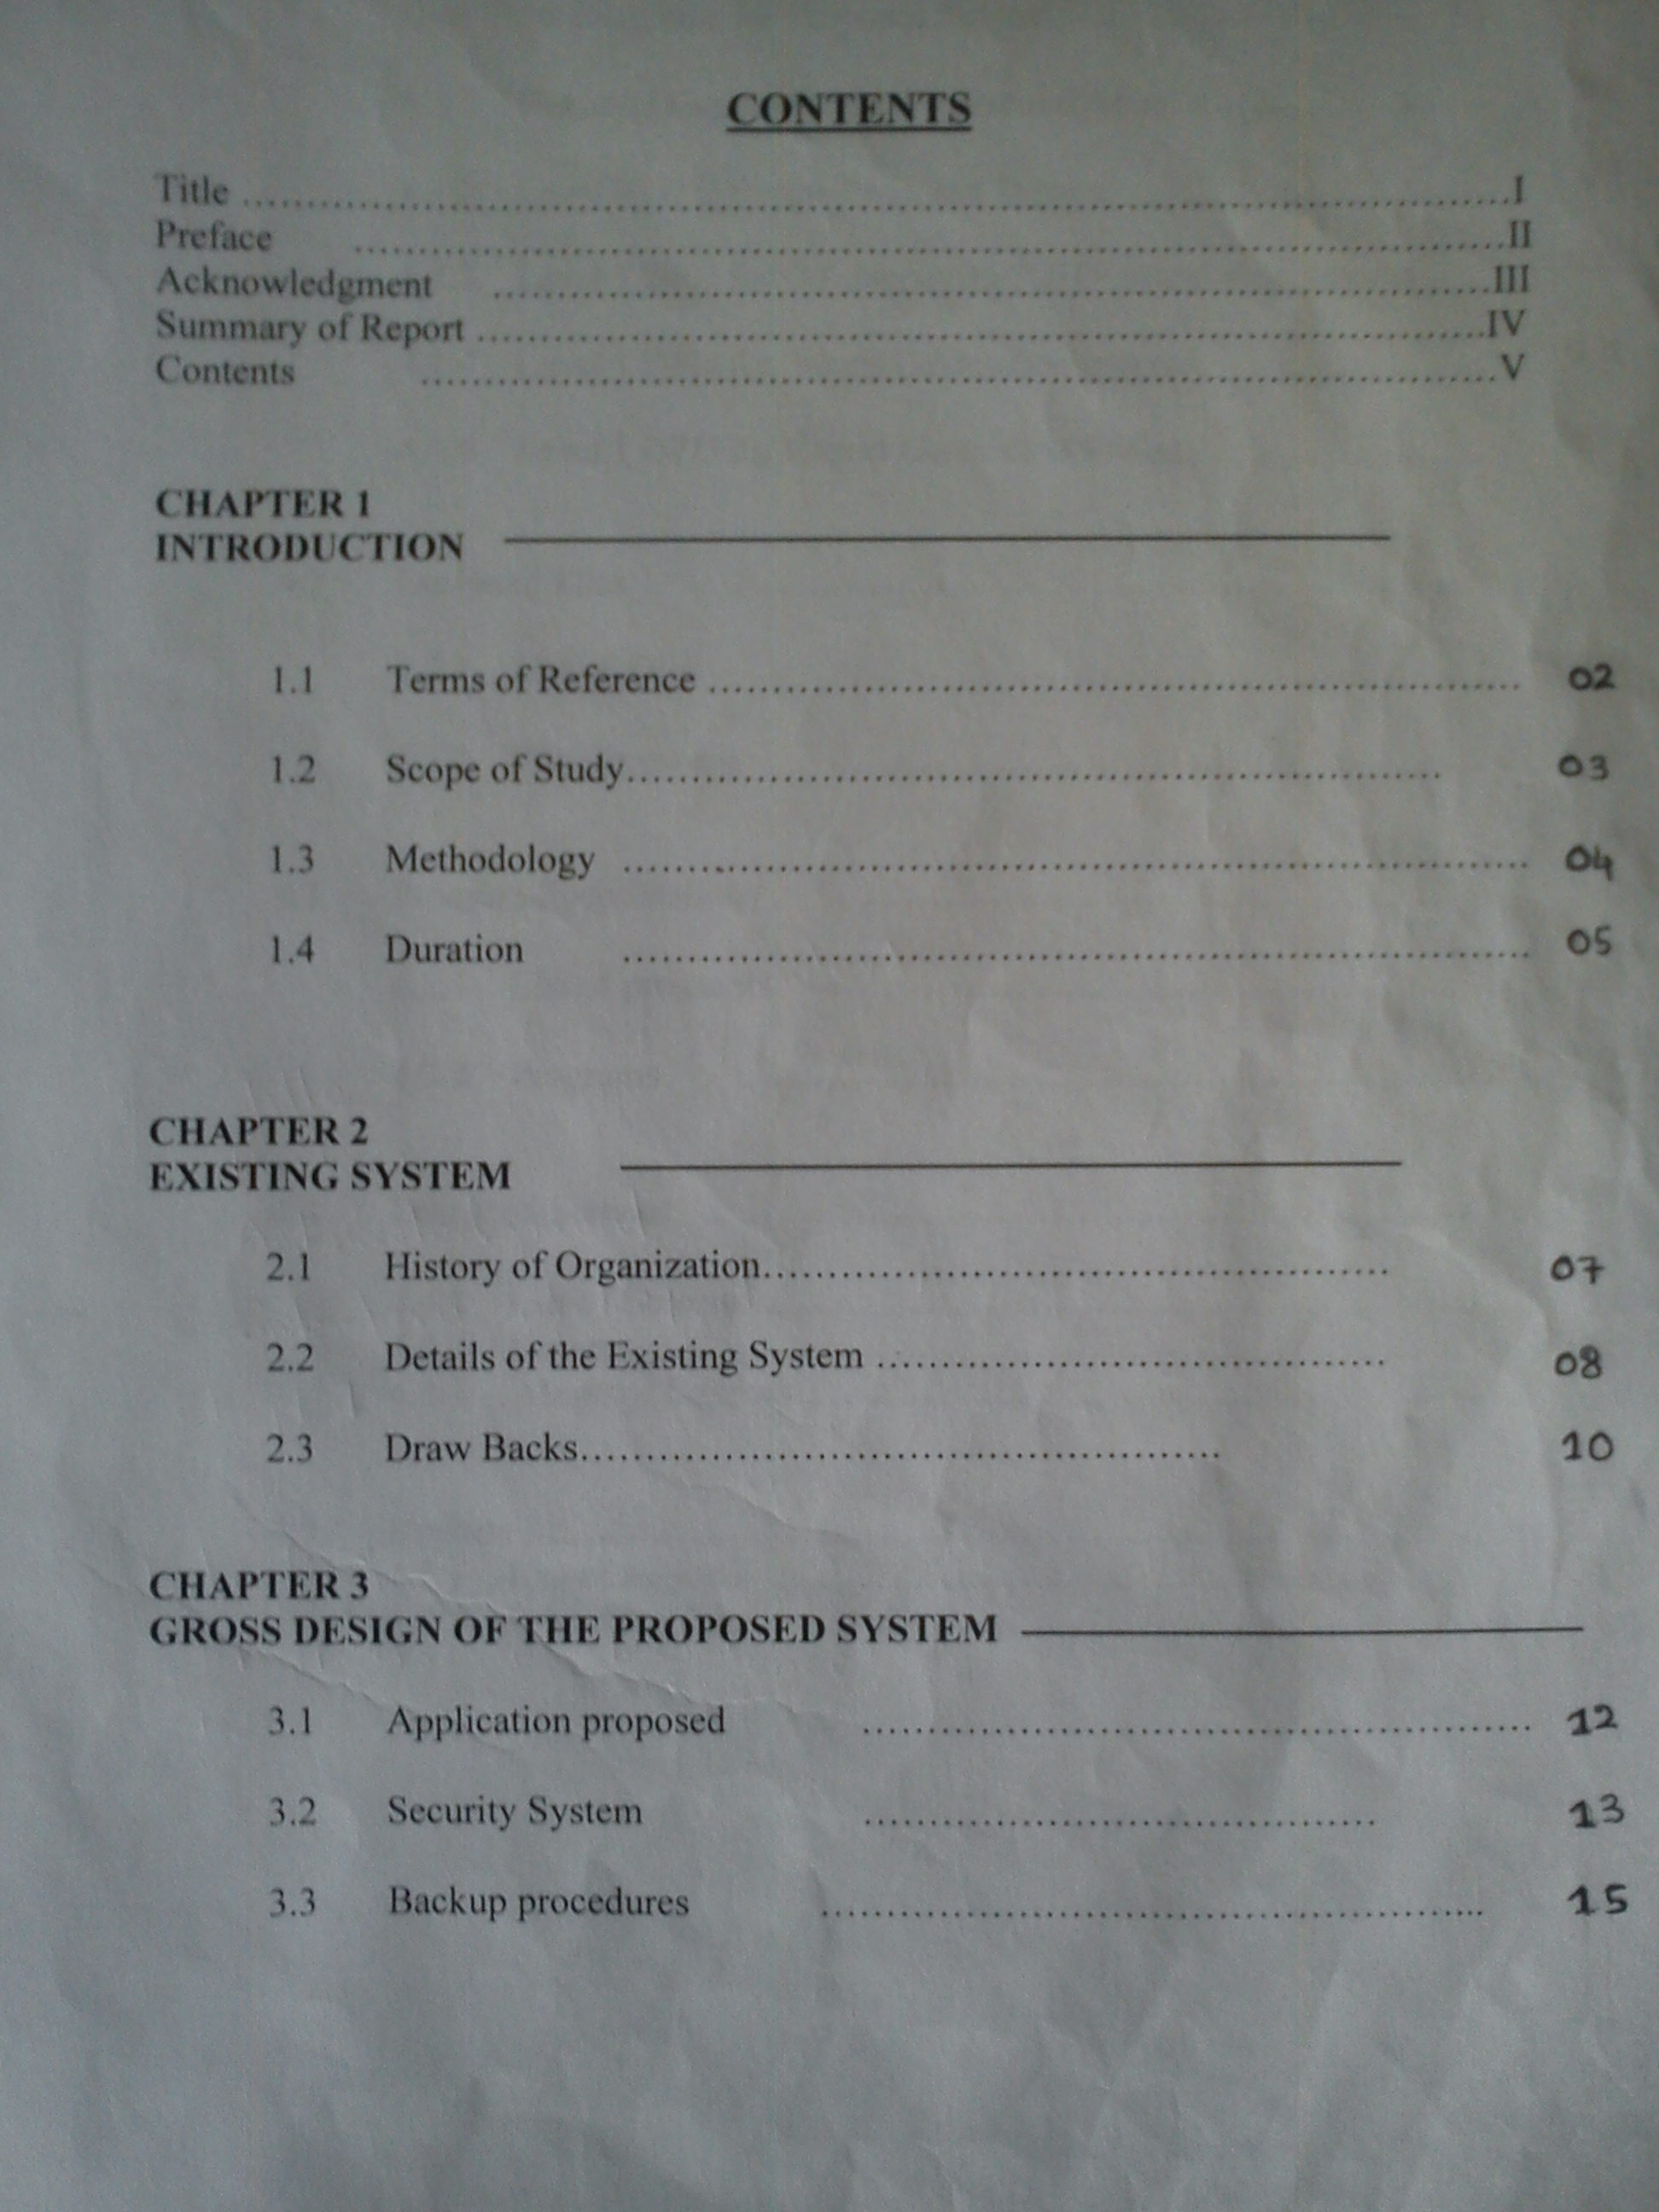 CONTENTS
Title ........................................I
Preface ........................................II
Acknowledgment ........................................III
Summary of Report ........................................IV
Contents ........................................V
CHAPTER 1
INTRODUCTION
1.1 Terms of Reference ........................................ 02
1.2 Scope of Study........................................ 03
1.3 Methodology ........................................ 04
1.4 Duration ........................................ 05
CHAPTER 2
EXISTING SYSTEM
2.1 History of Organization........................................ 07
2.2 Details of the Existing System ........................................ 08
2.3 Draw Backs........................................ 10
CHAPTER 3
GROSS DESIGN OF THE PROPOSED SYSTEM
3.1 Application proposed ........................................ 12
3.2 Security System ........................................ 13
3.3 Backup procedures ........................................ 15